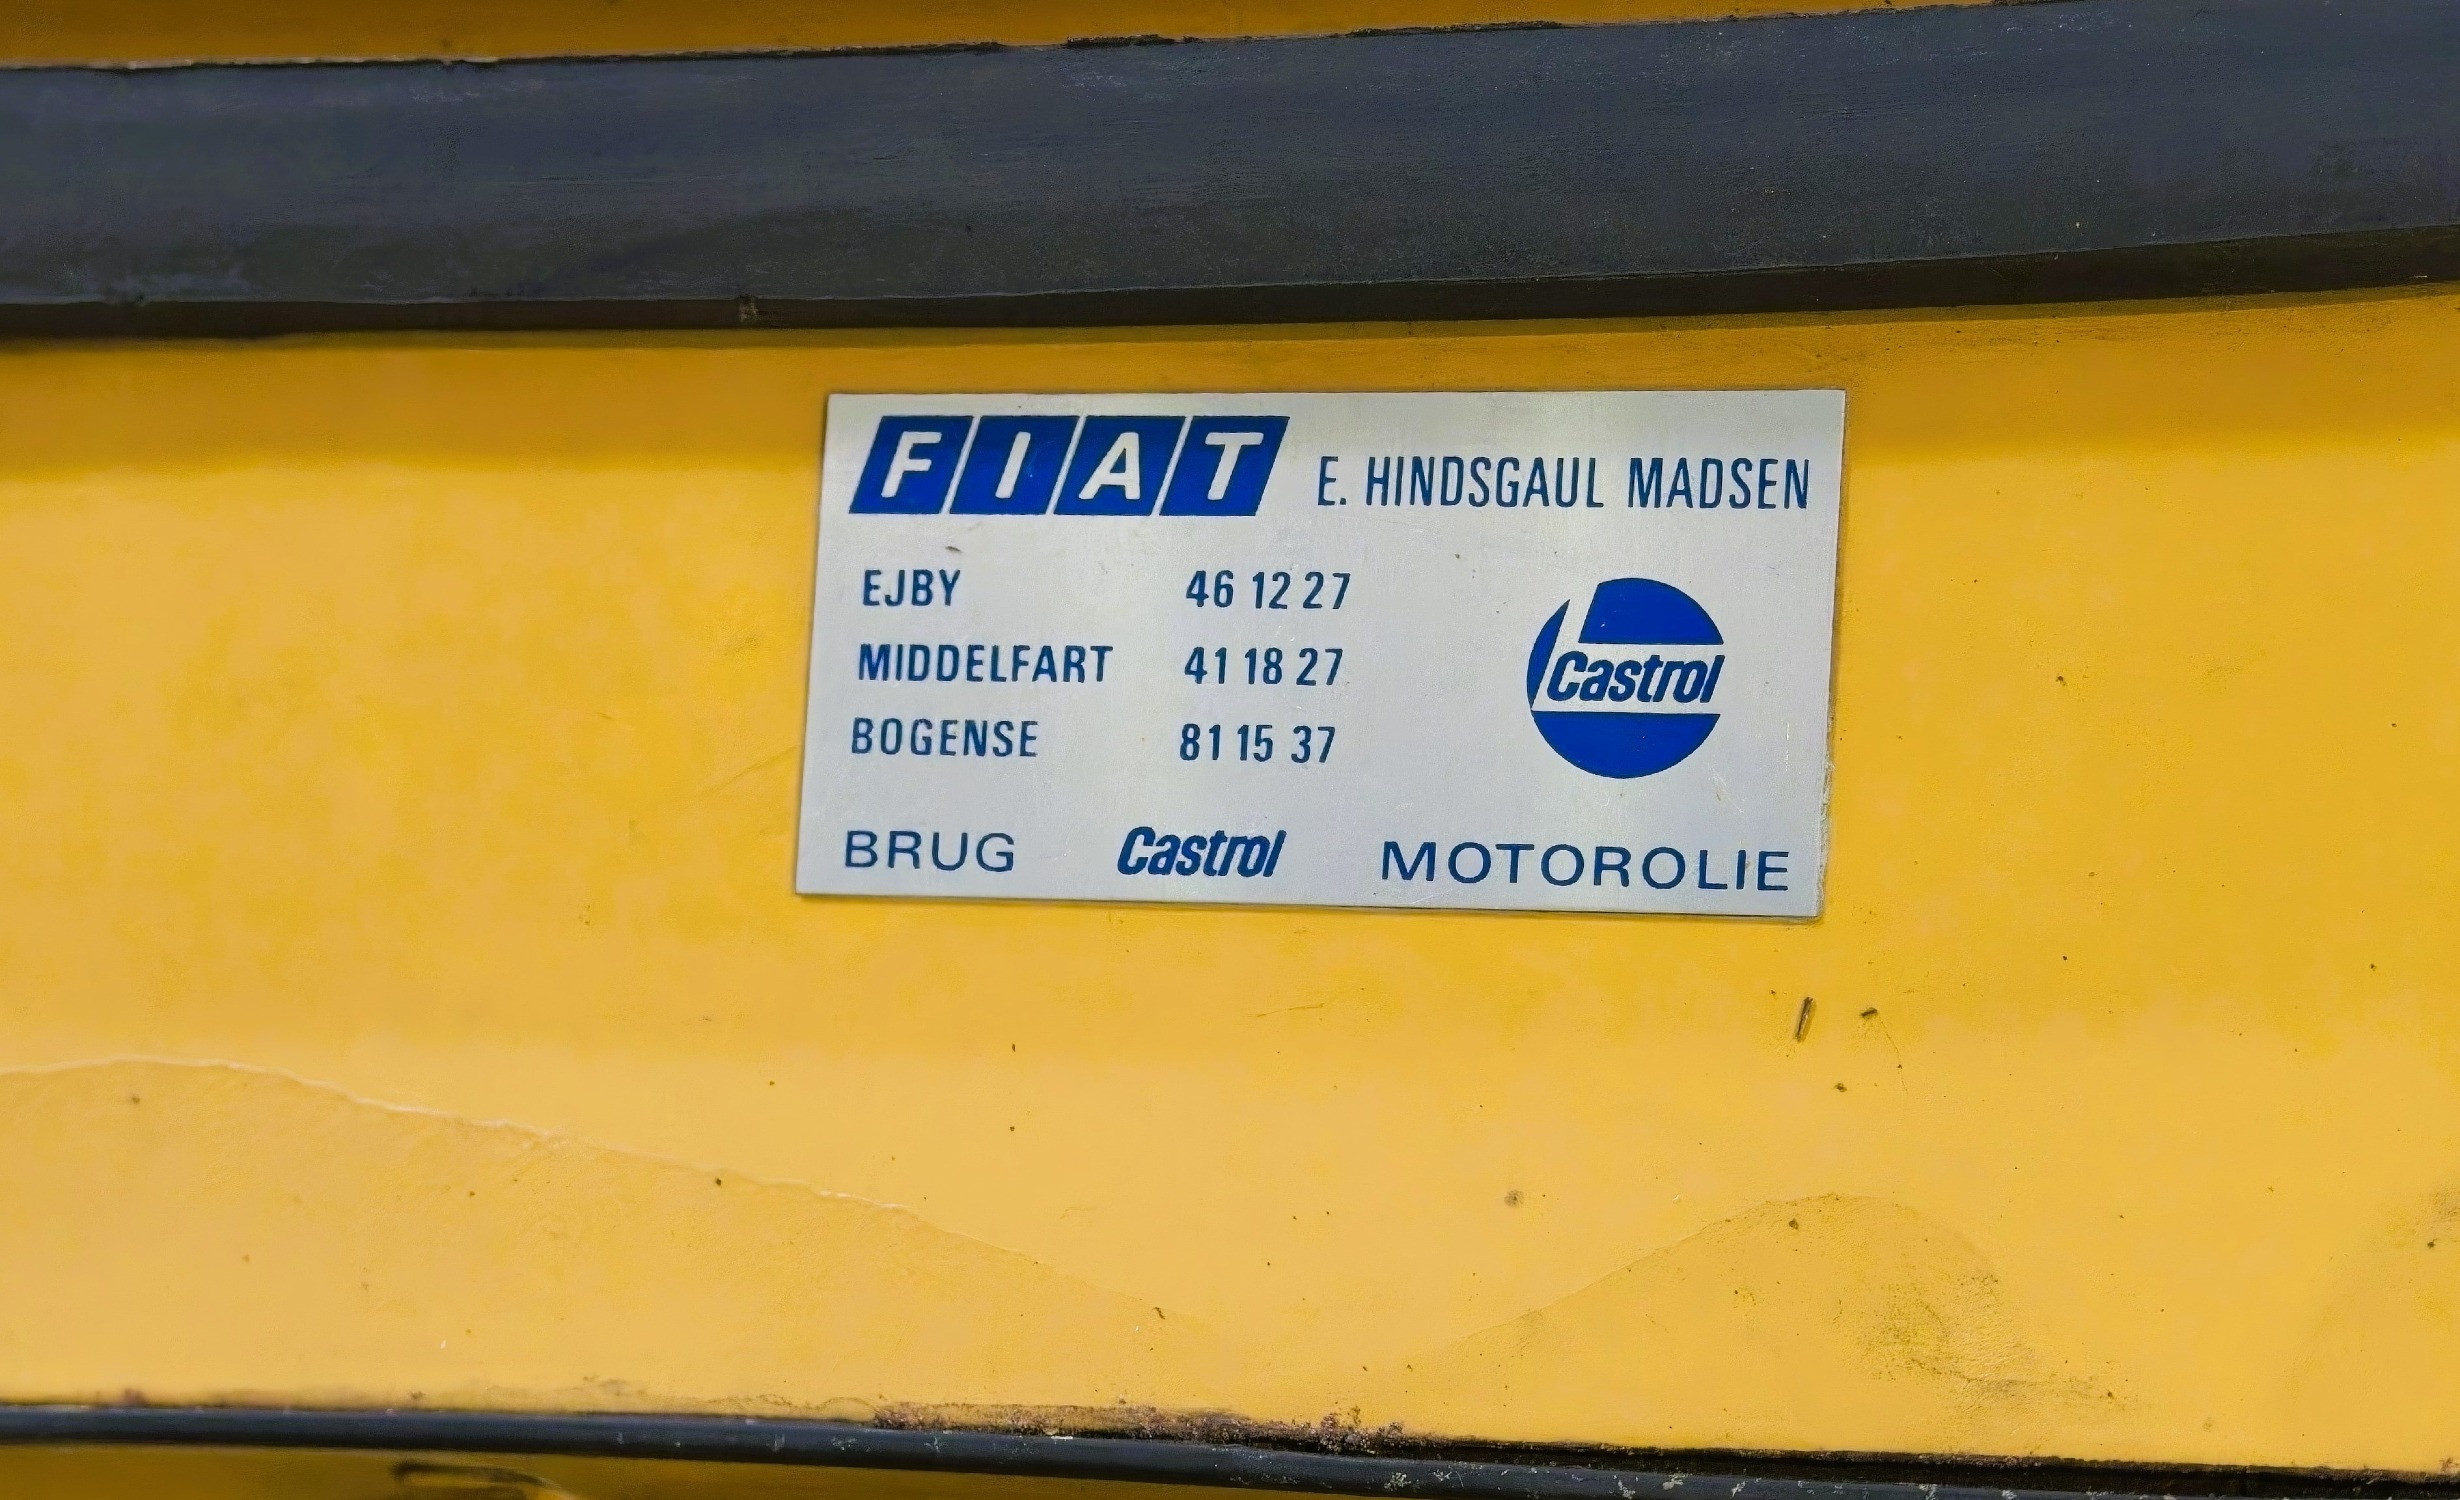 FIAT E. HINDSGAUL MADSEN
EJBY 46 12 27
MIDDELFART 41 18 27
BOGENSE 81 15 37
Castrol
BRUG Castrol MOTOROLIE